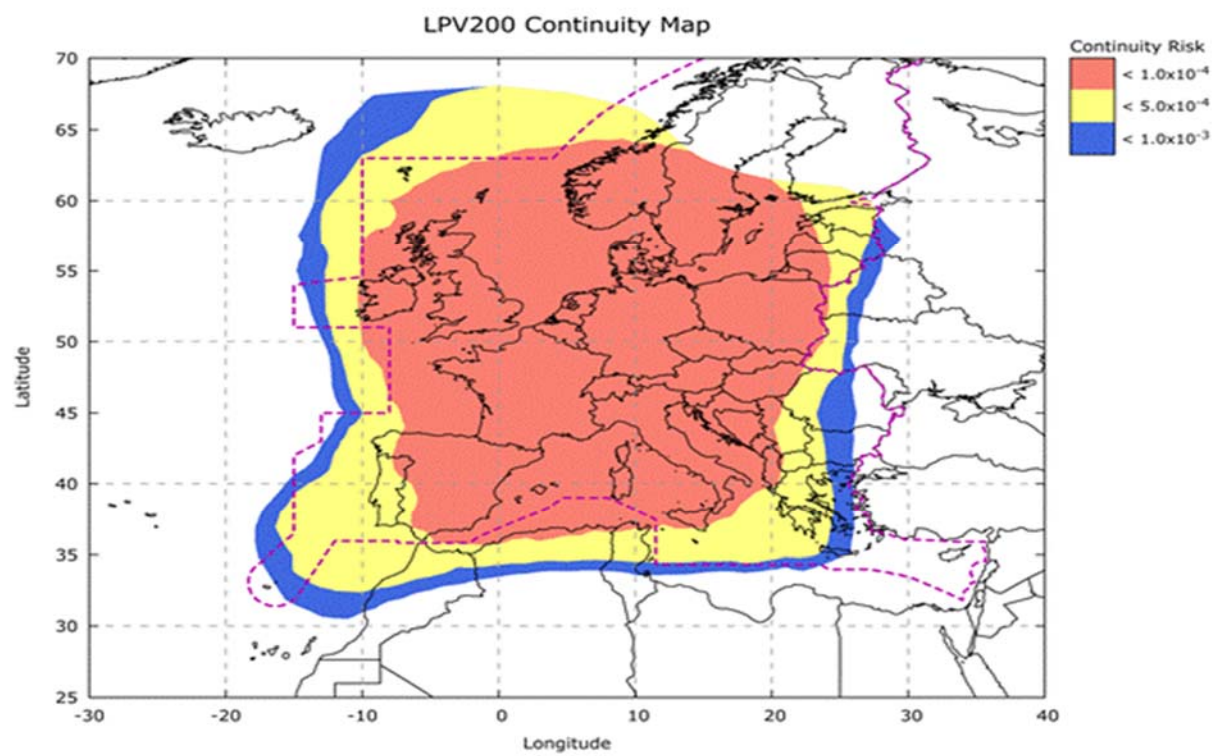 LPV200 Continuity Map
Continuity Risk
< 1.0x10⁻⁴
< 5.0x10⁻⁴
< 1.0x10⁻³
70
65
60
55
50
45
40
35
30
25
Latitude
-30 -20 -10 0 10 20 30 40
Longitude